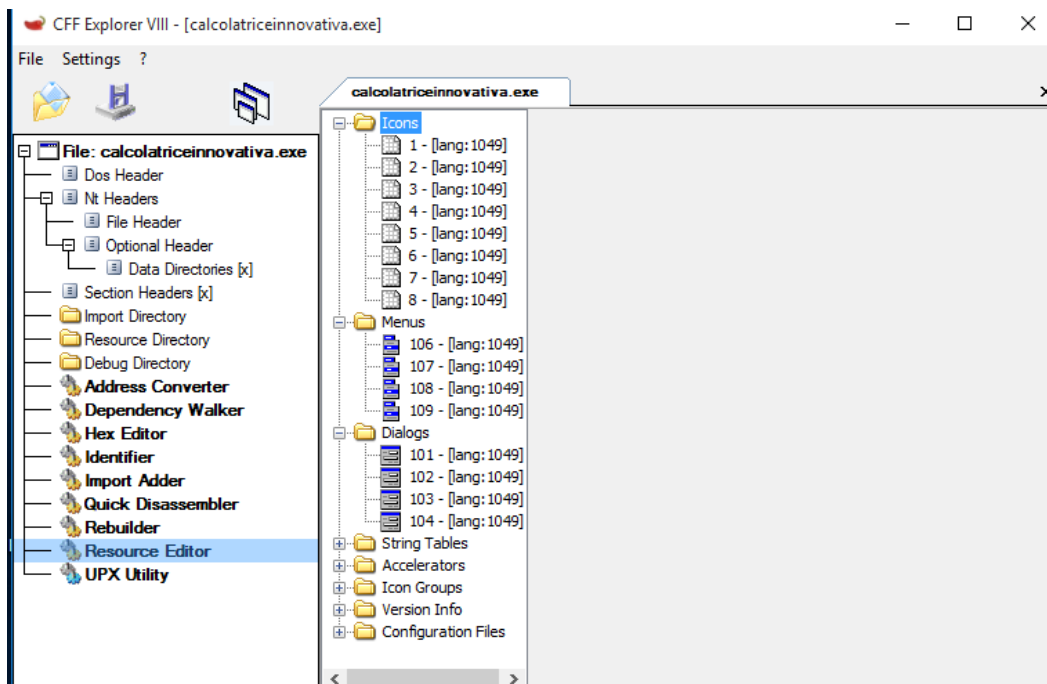 CFF Explorer VIII - [calcolatriceinnovativa.exe]
File Settings ?
calcolatriceinnovativa.exe
File: calcolatriceinnovativa.exe
Dos Header
Nt Headers
File Header
Optional Header
Data Directories [x]
Section Headers [x]
Import Directory
Resource Directory
Debug Directory
Address Converter
Dependency Walker
Hex Editor
Identifier
Import Adder
Quick Disassembler
Rebuilder
Resource Editor
UPX Utility
Icons
1 - [lang:1049]
2 - [lang:1049]
3 - [lang:1049]
4 - [lang:1049]
5 - [lang:1049]
6 - [lang:1049]
7 - [lang:1049]
8 - [lang:1049]
Menus
106 - [lang:1049]
107 - [lang:1049]
108 - [lang:1049]
109 - [lang:1049]
Dialogs
101 - [lang:1049]
102 - [lang:1049]
103 - [lang:1049]
104 - [lang:1049]
String Tables
Accelerators
Icon Groups
Version Info
Configuration Files